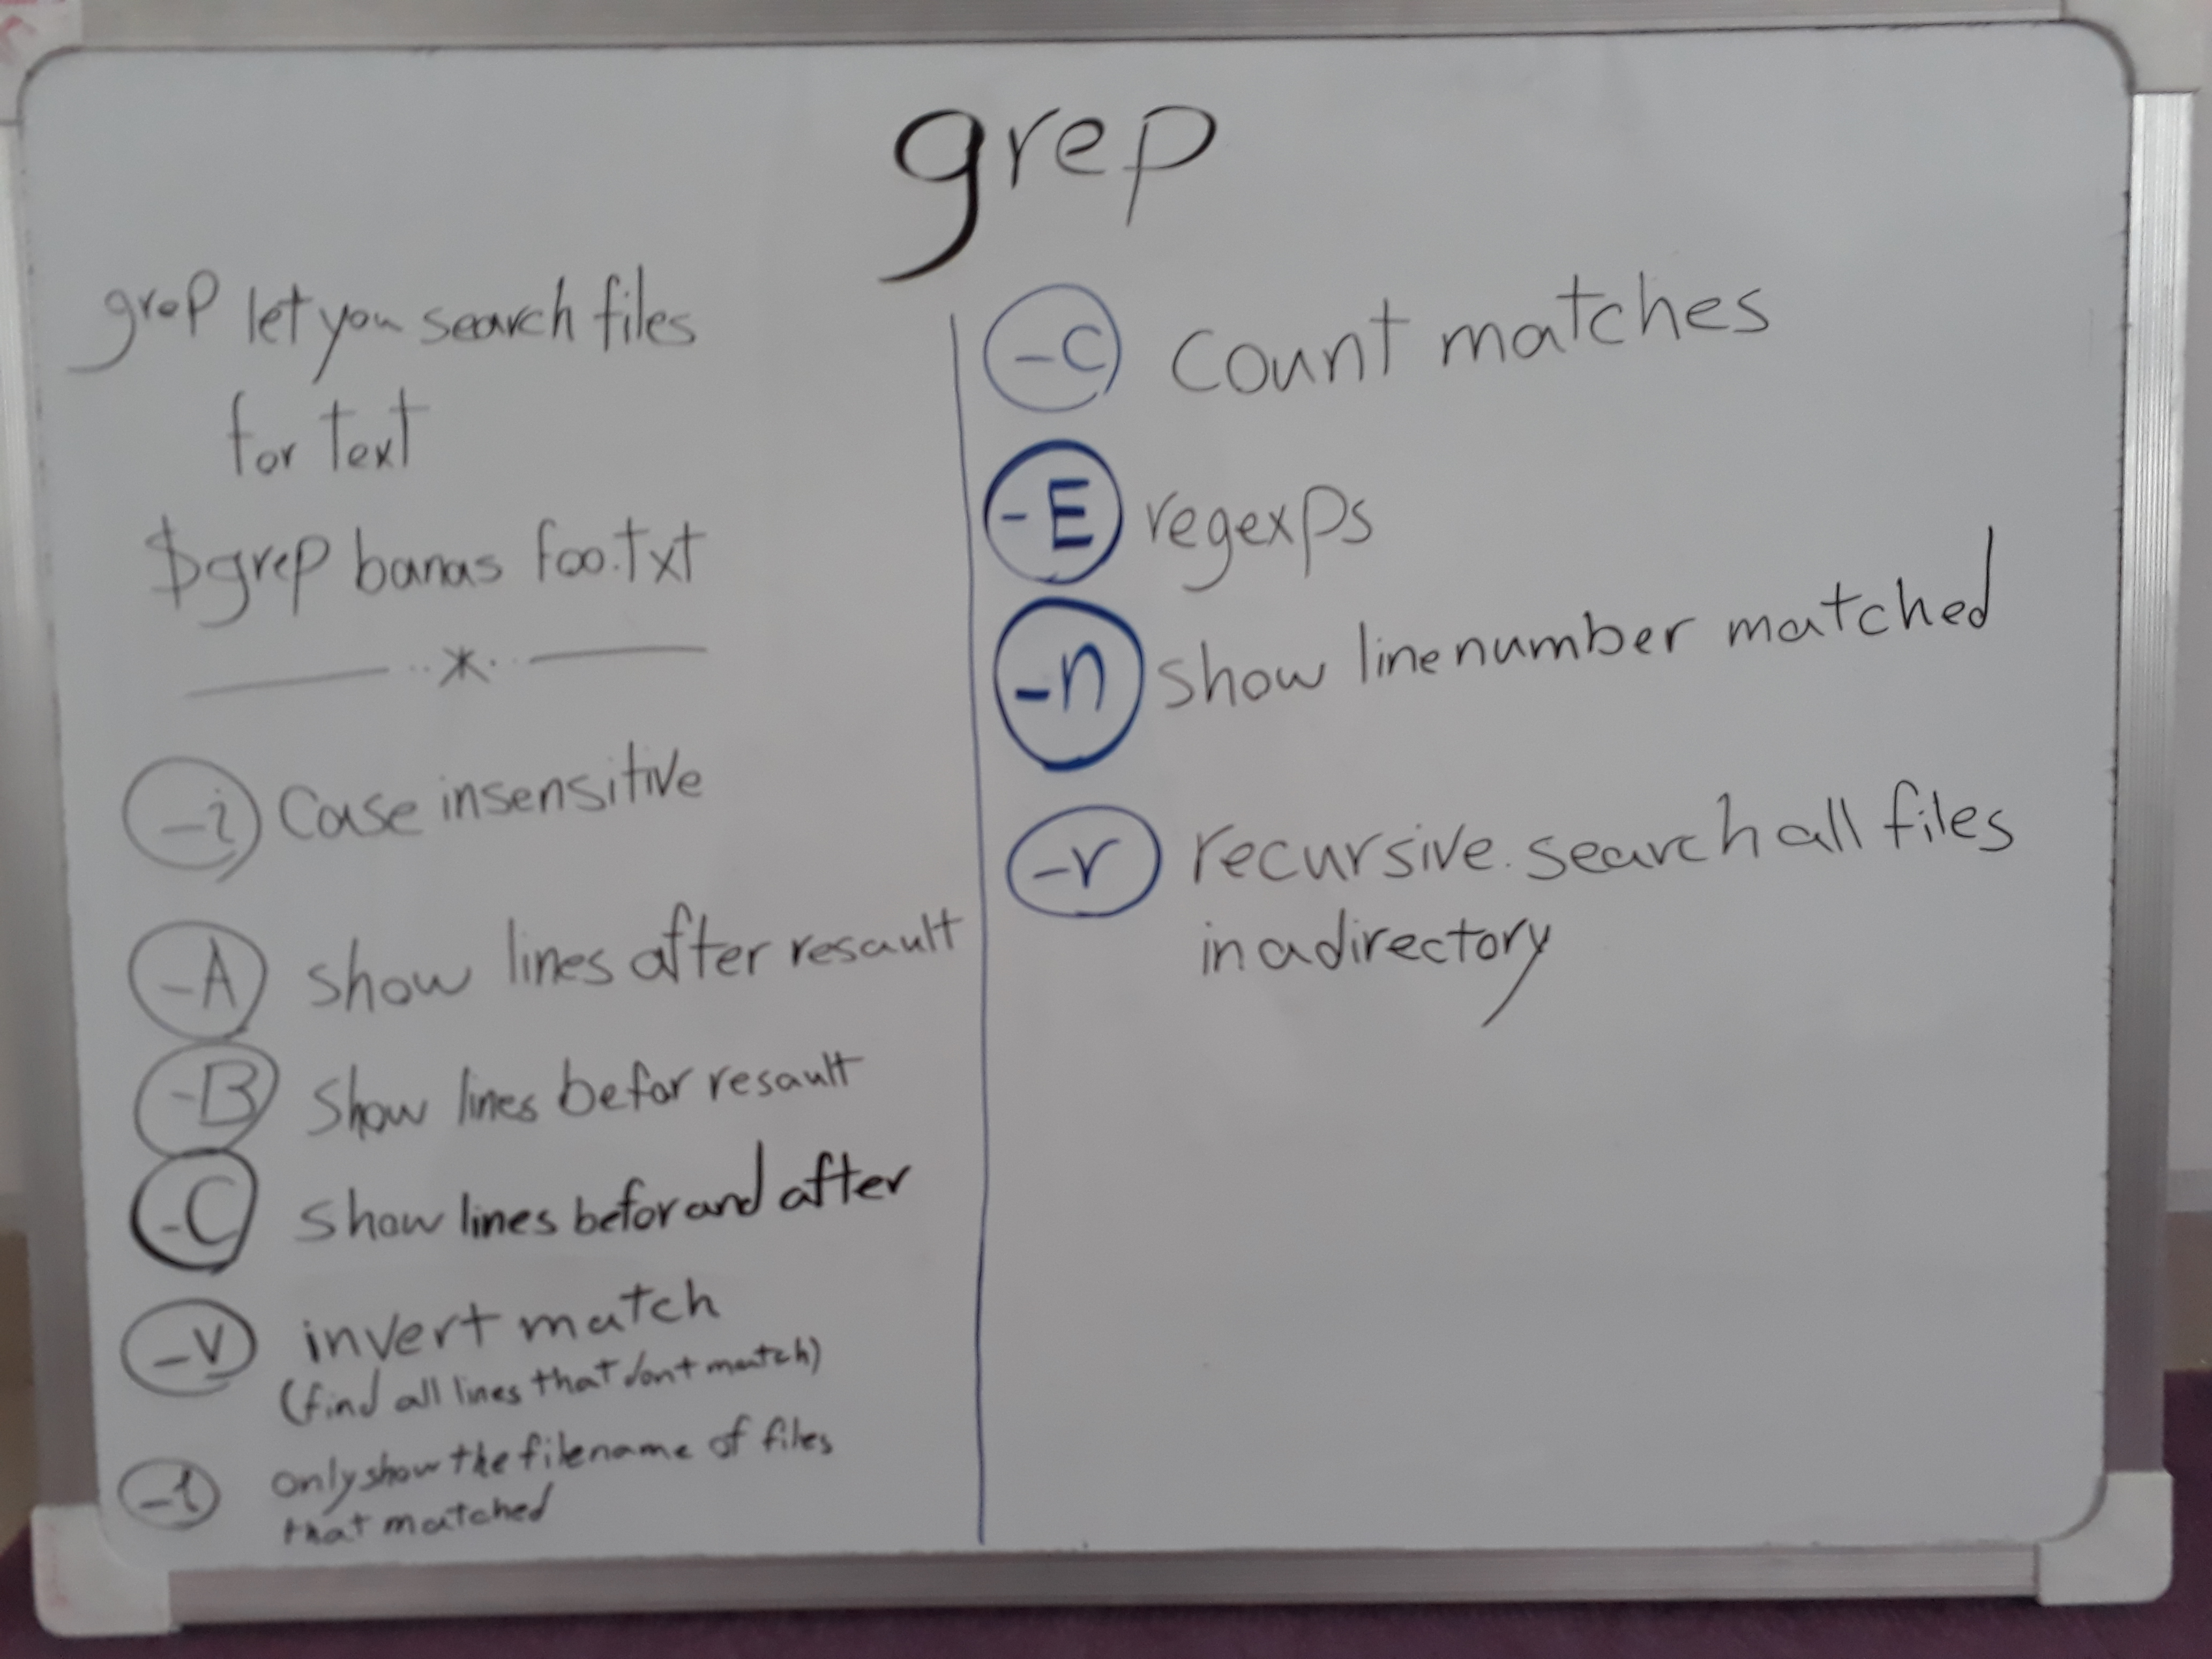 grep
grep let you search files
for text
$grep banas foo.txt
-i Case insensitive
-A show lines after resault
-B show lines befor resault
-C show lines befor and after
-v invert match
(find all lines that dont match)
-l only show the filename of files
that matched
-c count matches
-E regexps
-n show line number matched
-r recursive. search all files
in a directory